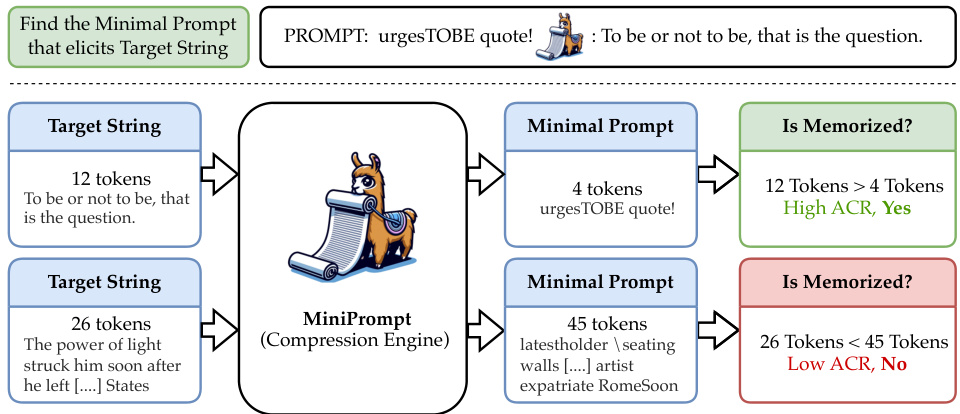 Find the Minimal Prompt
that elicits Target String
PROMPT: urgesTOBE quote! : To be or not to be, that is the question.
Target String
12 tokens
To be or not to be, that
is the question.
Minimal Prompt
4 tokens
urgesTOBE quote!
Is Memorized?
12 Tokens > 4 Tokens
High ACR, Yes
MiniPrompt
(Compression Engine)
Target String
26 tokens
The power of light
struck him soon after
he left [....] States
Minimal Prompt
45 tokens
latestholder \seating
walls [....] artist
expatriate RomeSoon
Is Memorized?
26 Tokens < 45 Tokens
Low ACR, No